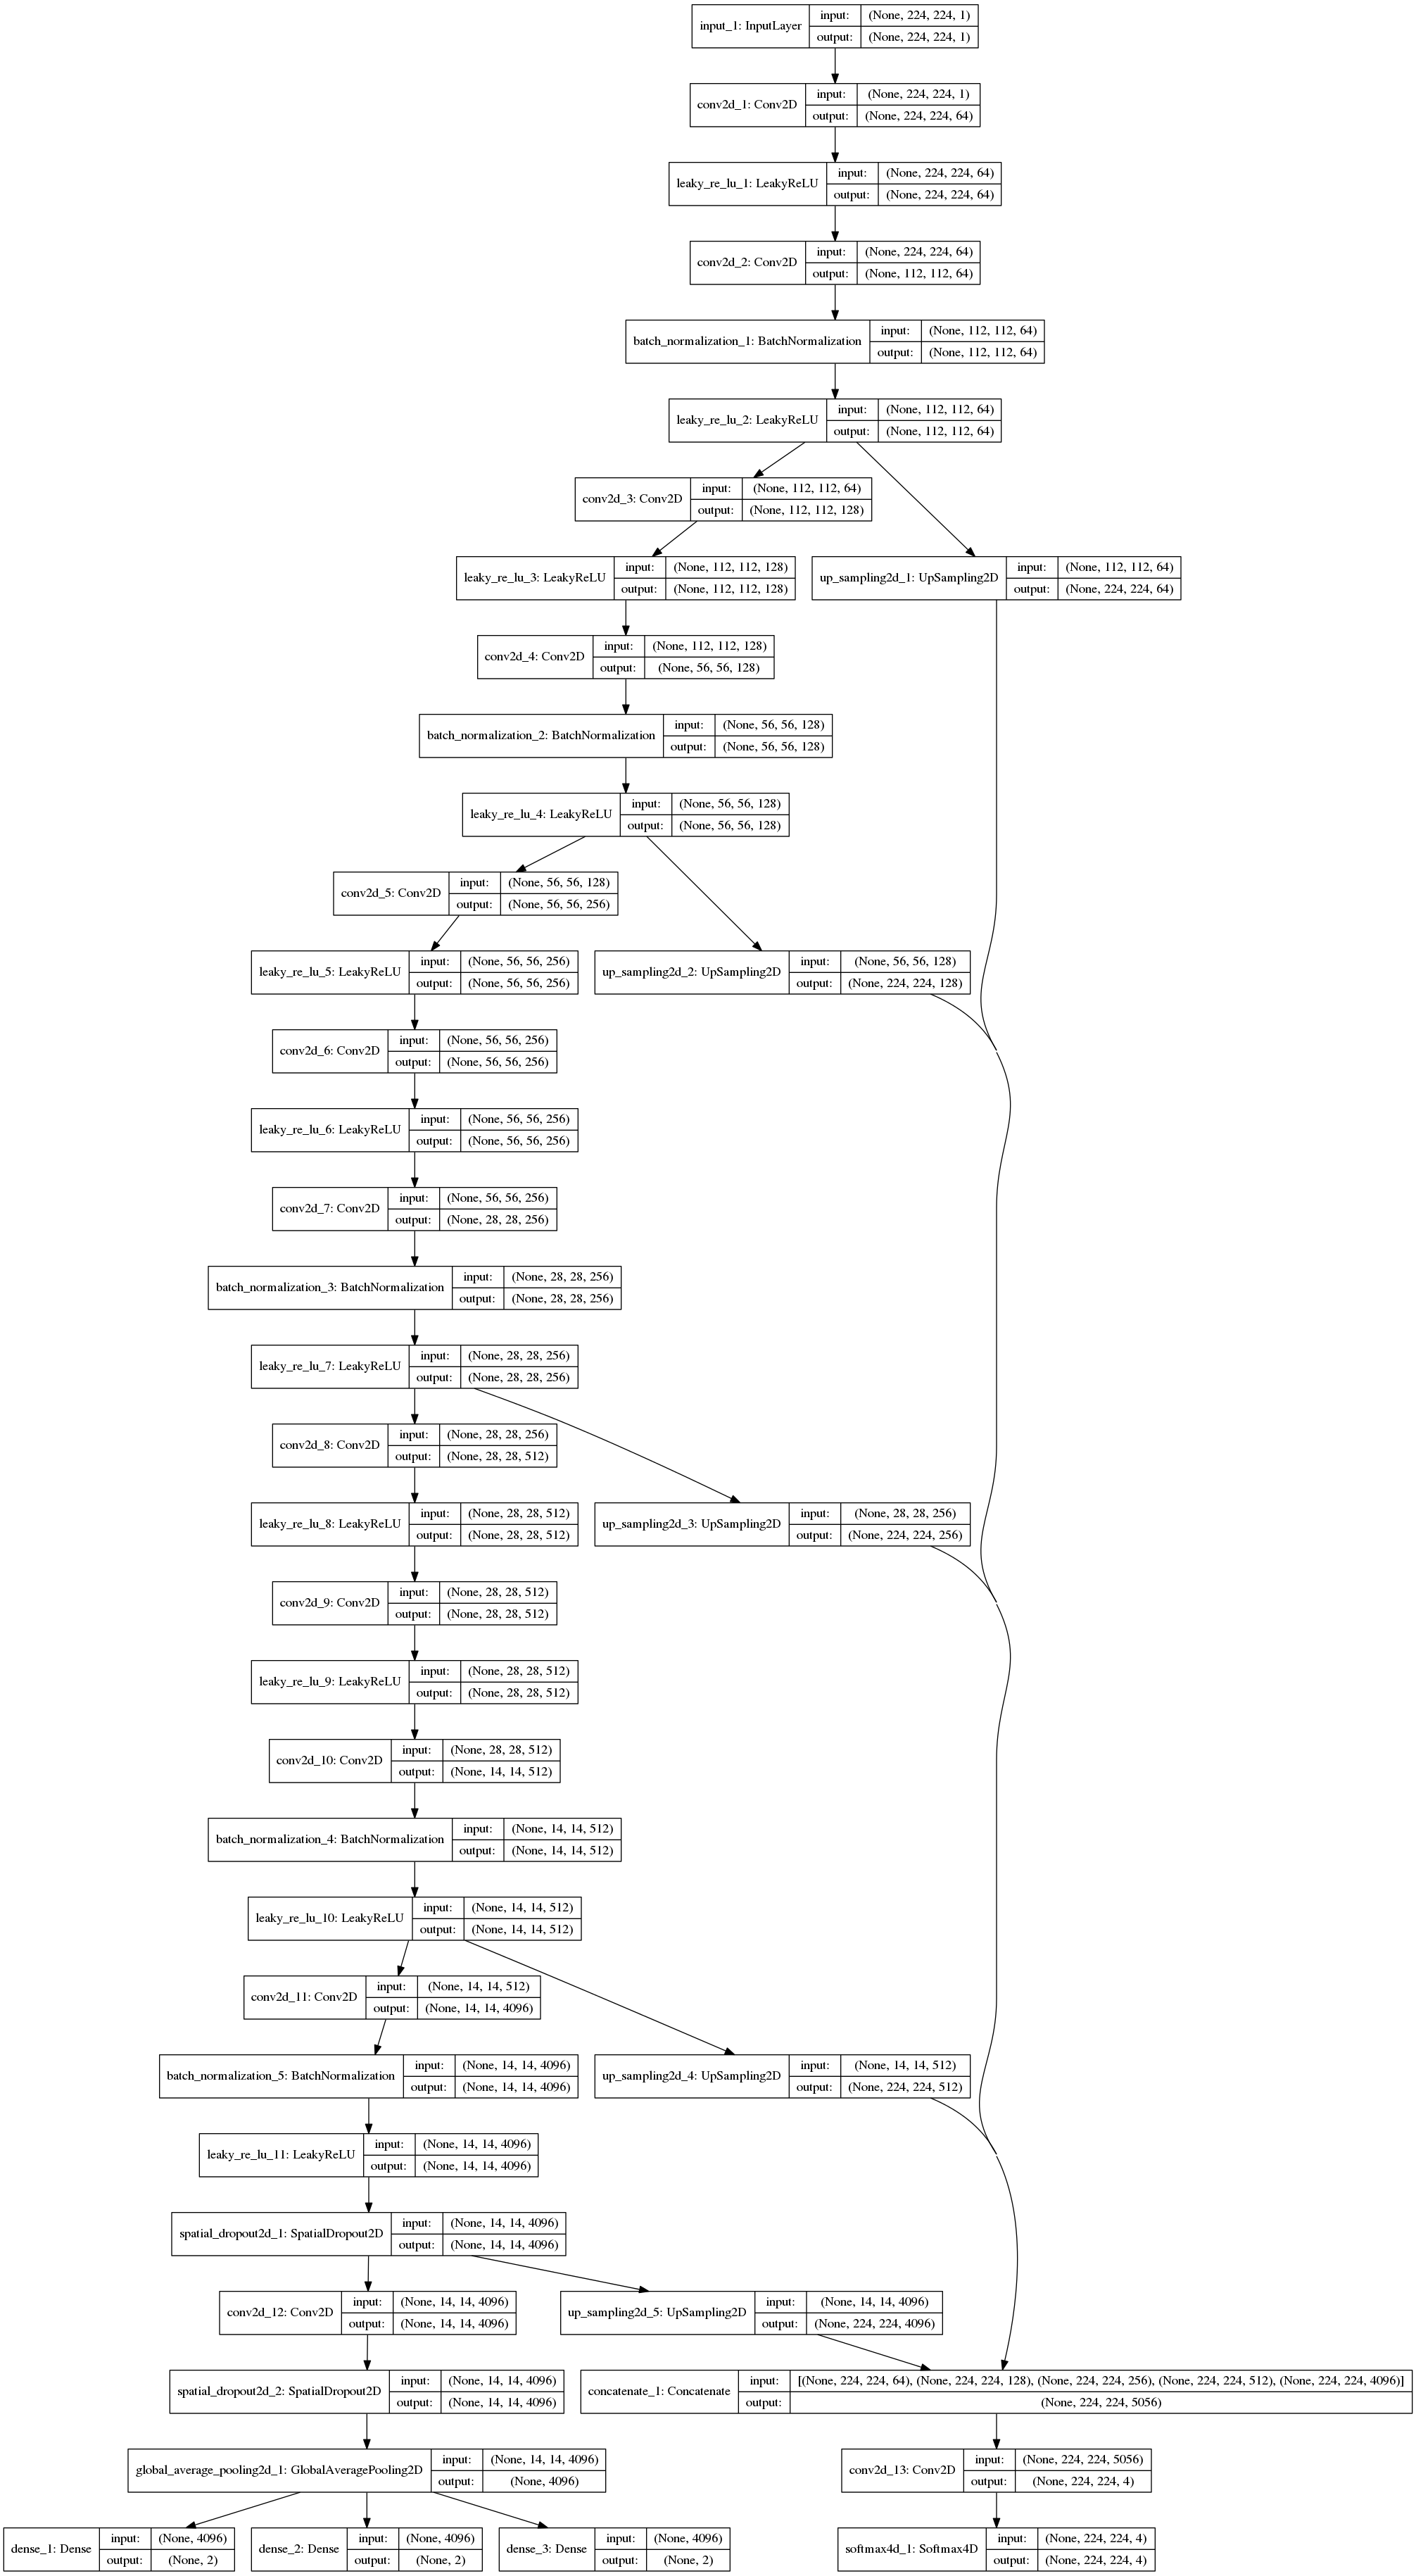 input_1: InputLayer
input: (None, 224, 224, 1)
output: (None, 224, 224, 1)
conv2d_1: Conv2D
input: (None, 224, 224, 1)
output: (None, 224, 224, 64)
leaky_re_lu_1: LeakyReLU
input: (None, 224, 224, 64)
output: (None, 224, 224, 64)
conv2d_2: Conv2D
input: (None, 224, 224, 64)
output: (None, 112, 112, 64)
batch_normalization_1: BatchNormalization
input: (None, 112, 112, 64)
output: (None, 112, 112, 64)
leaky_re_lu_2: LeakyReLU
input: (None, 112, 112, 64)
output: (None, 112, 112, 64)
conv2d_3: Conv2D
input: (None, 112, 112, 64)
output: (None, 112, 112, 128)
leaky_re_lu_3: LeakyReLU
input: (None, 112, 112, 128)
output: (None, 112, 112, 128)
up_sampling2d_1: UpSampling2D
input: (None, 112, 112, 64)
output: (None, 224, 224, 64)
conv2d_4: Conv2D
input: (None, 112, 112, 128)
output: (None, 56, 56, 128)
batch_normalization_2: BatchNormalization
input: (None, 56, 56, 128)
output: (None, 56, 56, 128)
leaky_re_lu_4: LeakyReLU
input: (None, 56, 56, 128)
output: (None, 56, 56, 128)
conv2d_5: Conv2D
input: (None, 56, 56, 128)
output: (None, 56, 56, 256)
leaky_re_lu_5: LeakyReLU
input: (None, 56, 56, 256)
output: (None, 56, 56, 256)
up_sampling2d_2: UpSampling2D
input: (None, 56, 56, 128)
output: (None, 224, 224, 128)
conv2d_6: Conv2D
input: (None, 56, 56, 256)
output: (None, 56, 56, 256)
leaky_re_lu_6: LeakyReLU
input: (None, 56, 56, 256)
output: (None, 56, 56, 256)
conv2d_7: Conv2D
input: (None, 56, 56, 256)
output: (None, 28, 28, 256)
batch_normalization_3: BatchNormalization
input: (None, 28, 28, 256)
output: (None, 28, 28, 256)
leaky_re_lu_7: LeakyReLU
input: (None, 28, 28, 256)
output: (None, 28, 28, 256)
conv2d_8: Conv2D
input: (None, 28, 28, 256)
output: (None, 28, 28, 512)
leaky_re_lu_8: LeakyReLU
input: (None, 28, 28, 512)
output: (None, 28, 28, 512)
up_sampling2d_3: UpSampling2D
input: (None, 28, 28, 256)
output: (None, 224, 224, 256)
conv2d_9: Conv2D
input: (None, 28, 28, 512)
output: (None, 28, 28, 512)
leaky_re_lu_9: LeakyReLU
input: (None, 28, 28, 512)
output: (None, 28, 28, 512)
conv2d_10: Conv2D
input: (None, 28, 28, 512)
output: (None, 14, 14, 512)
batch_normalization_4: BatchNormalization
input: (None, 14, 14, 512)
output: (None, 14, 14, 512)
leaky_re_lu_10: LeakyReLU
input: (None, 14, 14, 512)
output: (None, 14, 14, 512)
conv2d_11: Conv2D
input: (None, 14, 14, 512)
output: (None, 14, 14, 4096)
batch_normalization_5: BatchNormalization
input: (None, 14, 14, 4096)
output: (None, 14, 14, 4096)
up_sampling2d_4: UpSampling2D
input: (None, 14, 14, 512)
output: (None, 224, 224, 512)
leaky_re_lu_11: LeakyReLU
input: (None, 14, 14, 4096)
output: (None, 14, 14, 4096)
spatial_dropout2d_1: SpatialDropout2D
input: (None, 14, 14, 4096)
output: (None, 14, 14, 4096)
conv2d_12: Conv2D
input: (None, 14, 14, 4096)
output: (None, 14, 14, 4096)
up_sampling2d_5: UpSampling2D
input: (None, 14, 14, 4096)
output: (None, 224, 224, 4096)
spatial_dropout2d_2: SpatialDropout2D
input: (None, 14, 14, 4096)
output: (None, 14, 14, 4096)
concatenate_1: Concatenate
input: [(None, 224, 224, 64), (None, 224, 224, 128), (None, 224, 224, 256), (None, 224, 224, 512), (None, 224, 224, 4096)]
output: (None, 224, 224, 5056)
global_average_pooling2d_1: GlobalAveragePooling2D
input: (None, 14, 14, 4096)
output: (None, 4096)
conv2d_13: Conv2D
input: (None, 224, 224, 5056)
output: (None, 224, 224, 4)
dense_1: Dense
input: (None, 4096)
output: (None, 2)
dense_2: Dense
input: (None, 4096)
output: (None, 2)
dense_3: Dense
input: (None, 4096)
output: (None, 2)
softmax4d_1: Softmax4D
input: (None, 224, 224, 4)
output: (None, 224, 224, 4)